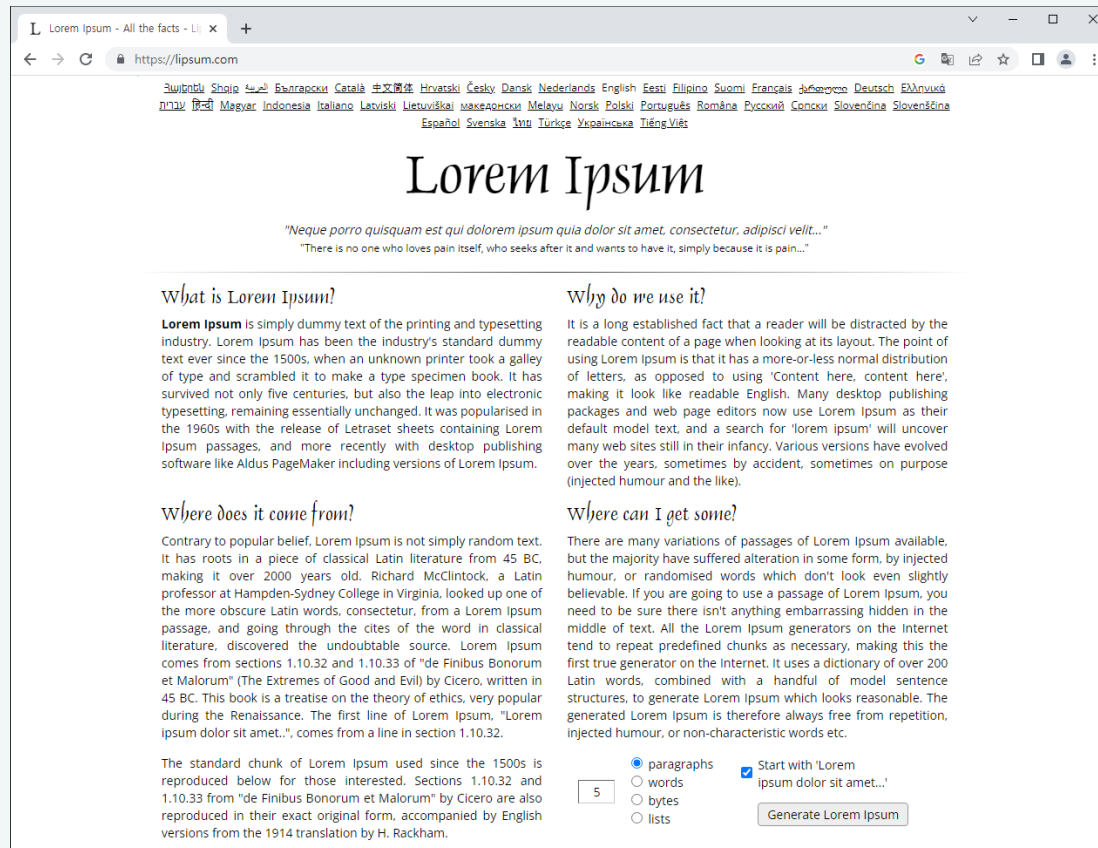 Lorem Ipsum - All the facts - Li
https://lipsum.com
Հայերեն Shqip العربية Български Català 中文简体 Hrvatski Česky Dansk Nederlands English Eesti Filipino Suomi Français ქართული Deutsch Ελληνικά
עברית हिन्दी Magyar Indonesia Italiano Latviski Lietuviškai македонски Melayu Norsk Polski Português Româna Русский Српски Slovenčina Slovenščina
Español Svenska ไทย Türkçe Українська Tiếng Việt
Lorem Ipsum
"Neque porro quisquam est qui dolorem ipsum quia dolor sit amet, consectetur, adipisci velit..."
"There is no one who loves pain itself, who seeks after it and wants to have it, simply because it is pain..."
What is Lorem Ipsum?
Lorem Ipsum is simply dummy text of the printing and typesetting
industry. Lorem Ipsum has been the industry's standard dummy
text ever since the 1500s, when an unknown printer took a galley
of type and scrambled it to make a type specimen book. It has
survived not only five centuries, but also the leap into electronic
typesetting, remaining essentially unchanged. It was popularised in
the 1960s with the release of Letraset sheets containing Lorem
Ipsum passages, and more recently with desktop publishing
software like Aldus PageMaker including versions of Lorem Ipsum.
Why do we use it?
It is a long established fact that a reader will be distracted by the
readable content of a page when looking at its layout. The point of
using Lorem Ipsum is that it has a more-or-less normal distribution
of letters, as opposed to using 'Content here, content here',
making it look like readable English. Many desktop publishing
packages and web page editors now use Lorem Ipsum as their
default model text, and a search for 'lorem ipsum' will uncover
many web sites still in their infancy. Various versions have evolved
over the years, sometimes by accident, sometimes on purpose
(injected humour and the like).
Where does it come from?
Contrary to popular belief, Lorem Ipsum is not simply random text.
It has roots in a piece of classical Latin literature from 45 BC,
making it over 2000 years old. Richard McClintock, a Latin
professor at Hampden-Sydney College in Virginia, looked up one of
the more obscure Latin words, consectetur, from a Lorem Ipsum
passage, and going through the cites of the word in classical
literature, discovered the undoubtable source. Lorem Ipsum
comes from sections 1.10.32 and 1.10.33 of "de Finibus Bonorum
et Malorum" (The Extremes of Good and Evil) by Cicero, written in
45 BC. This book is a treatise on the theory of ethics, very popular
during the Renaissance. The first line of Lorem Ipsum, "Lorem
ipsum dolor sit amet..", comes from a line in section 1.10.32.
The standard chunk of Lorem Ipsum used since the 1500s is
reproduced below for those interested. Sections 1.10.32 and
1.10.33 from "de Finibus Bonorum et Malorum" by Cicero are also
reproduced in their exact original form, accompanied by English
versions from the 1914 translation by H. Rackham.
Where can I get some?
There are many variations of passages of Lorem Ipsum available,
but the majority have suffered alteration in some form, by injected
humour, or randomised words which don't look even slightly
believable. If you are going to use a passage of Lorem Ipsum, you
need to be sure there isn't anything embarrassing hidden in the
middle of text. All the Lorem Ipsum generators on the Internet
tend to repeat predefined chunks as necessary, making this the
first true generator on the Internet. It uses a dictionary of over 200
Latin words, combined with a handful of model sentence
structures, to generate Lorem Ipsum which looks reasonable. The
generated Lorem Ipsum is therefore always free from repetition,
injected humour, or non-characteristic words etc.
5
paragraphs
words
bytes
lists
Start with 'Lorem
ipsum dolor sit amet...'
Generate Lorem Ipsum